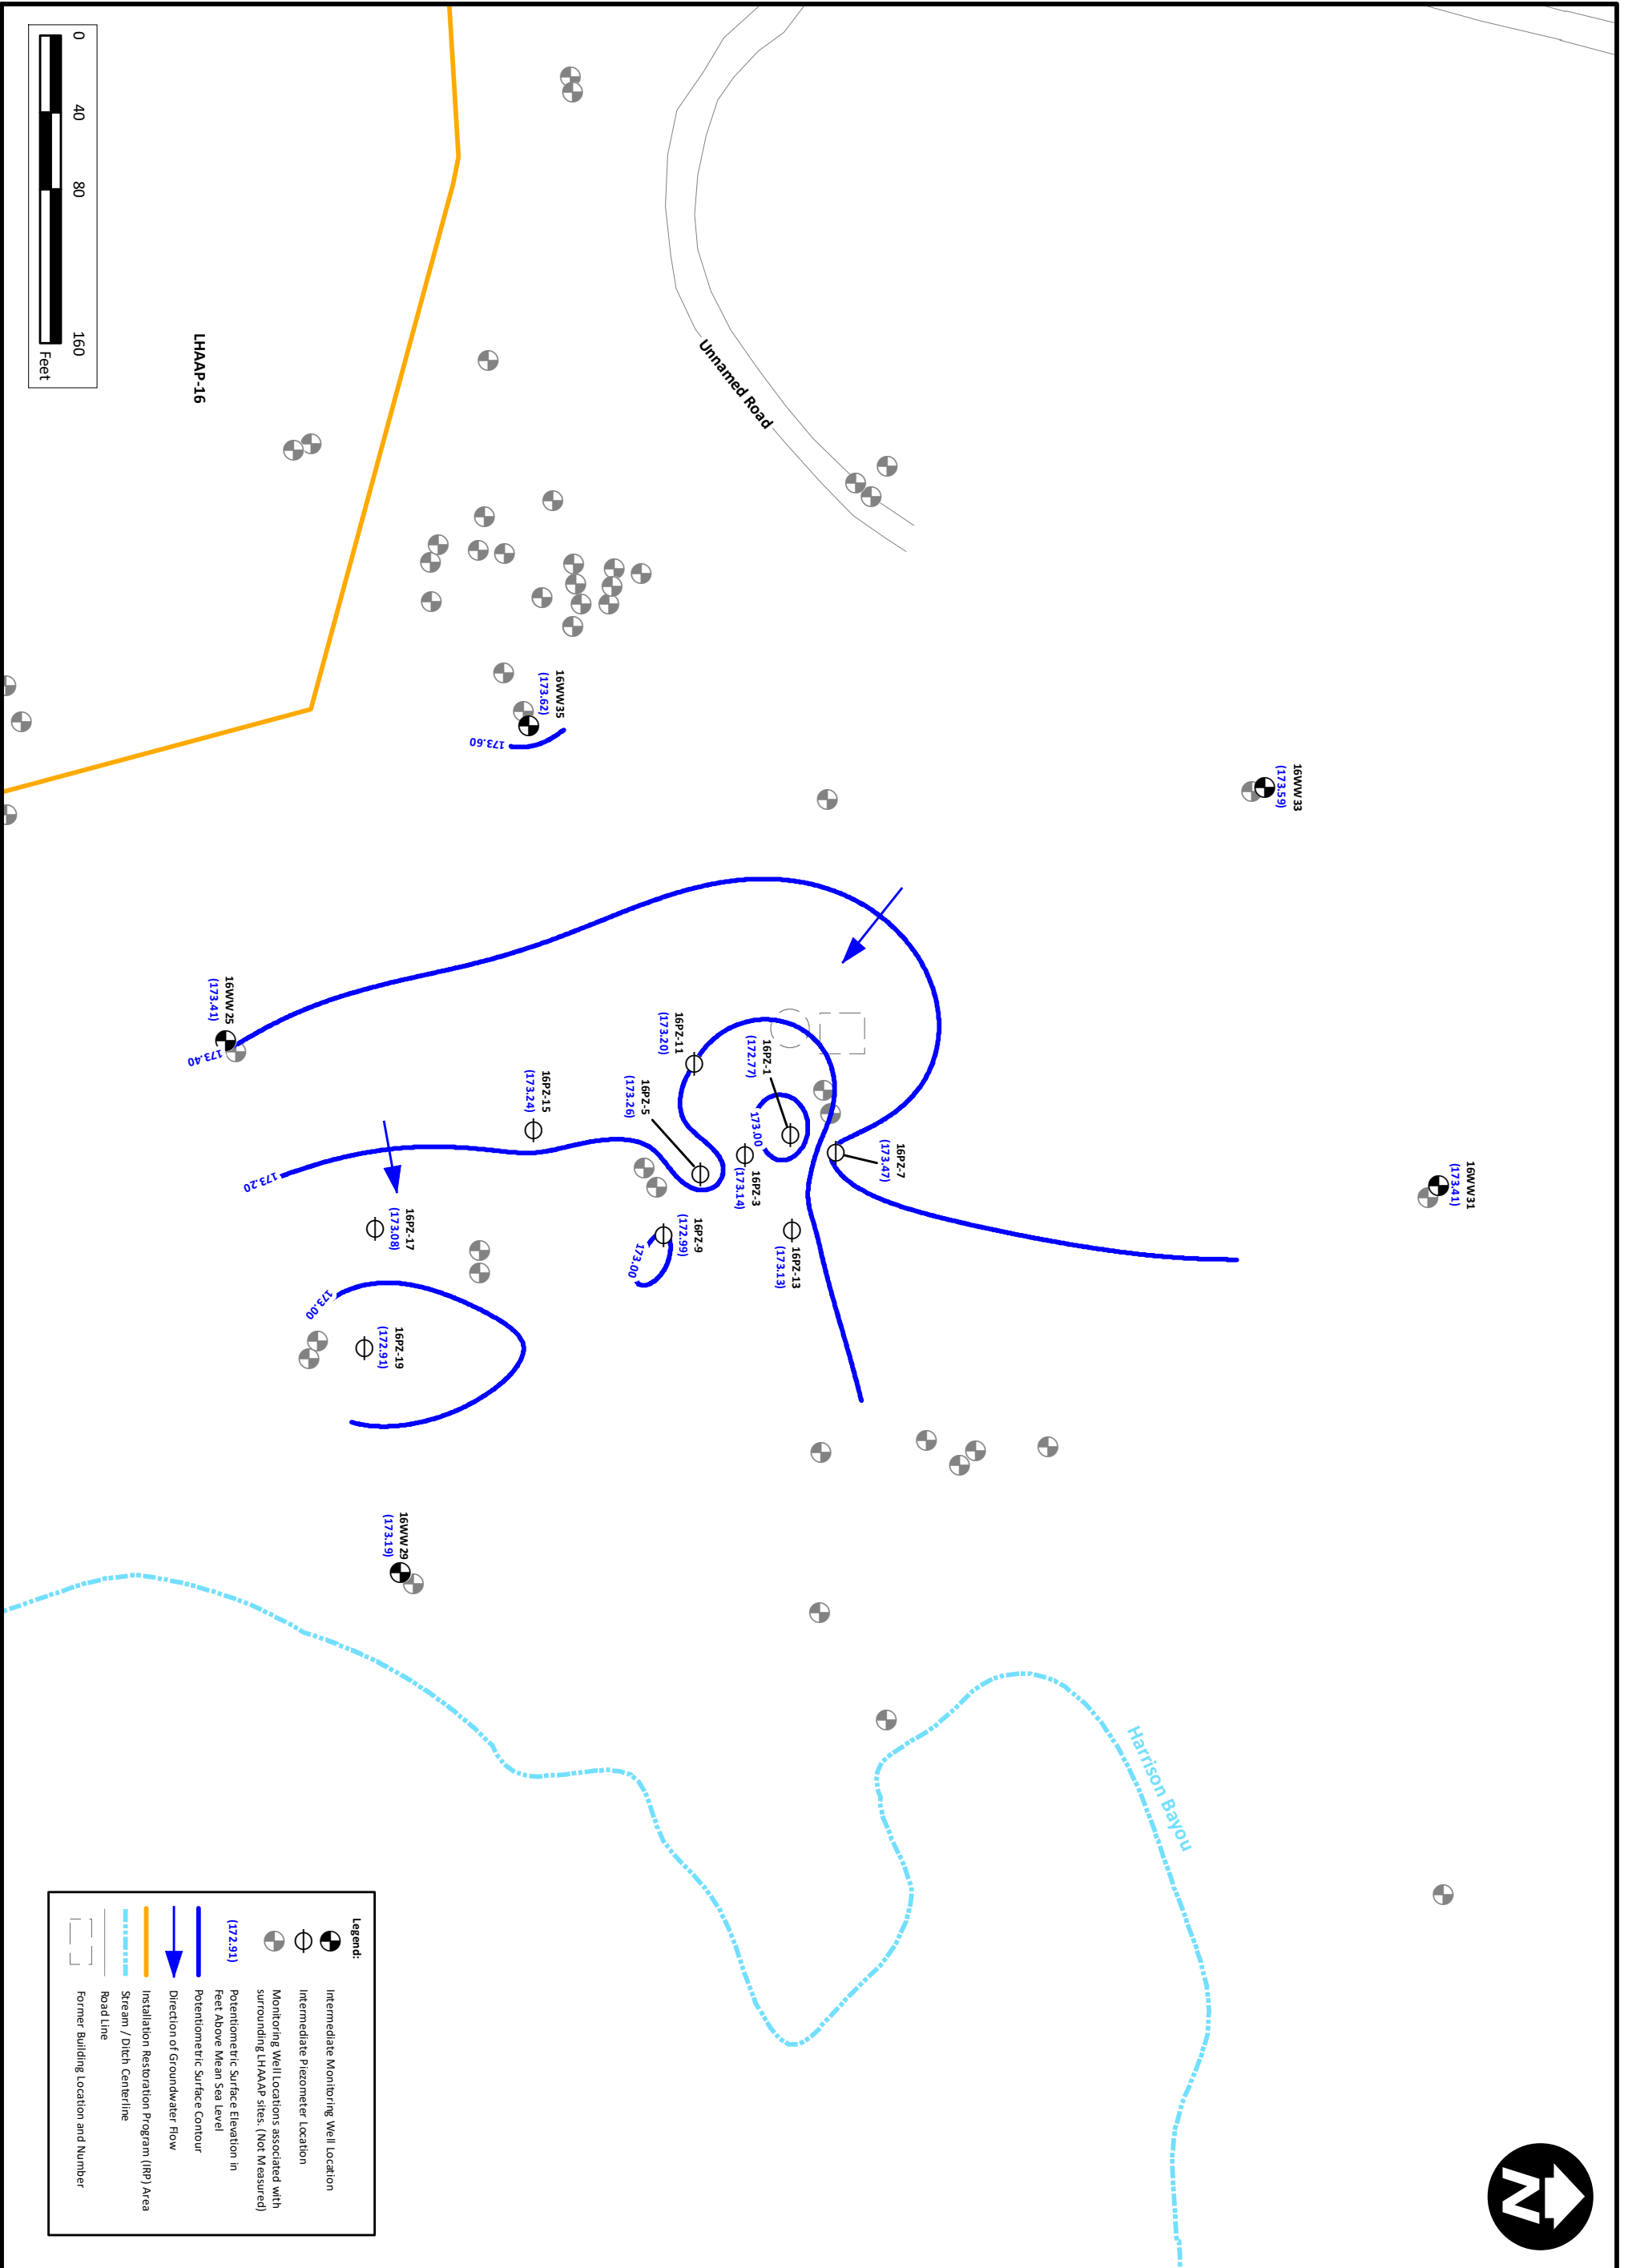 N
16WW31
(173.41)
16WW33
(173.59)
Harrison Bayou
Unnamed Road
16PZ-7
(173.47)
16PZ-1
(172.77)
173.00
16PZ-3
(173.14)
16PZ-13
(173.13)
16PZ-11
(173.20)
16PZ-5
(173.26)
16PZ-9
(172.99)
173.00
16WW35
(173.62)
173.60
16PZ-15
(173.24)
16PZ-17
(173.08)
16PZ-19
(172.91)
173.00
16WW29
(173.19)
173.20
16WW25
(173.41)
173.40
LHAAP-16
0 40 80 160
Feet
Legend:
Intermediate Monitoring Well Location
Intermediate Piezometer Location
Monitoring Well Locations associated with
surrounding LHAAAP sites. (Not Measured)
(172.91) Potentiometric Surface Elevation in
Feet Above Mean Sea Level
Potentiometric Surface Contour
Direction of Groundwater Flow
Installation Restoration Program (IRP) Area
Stream / Ditch Centerline
Road Line
Former Building Location and Number